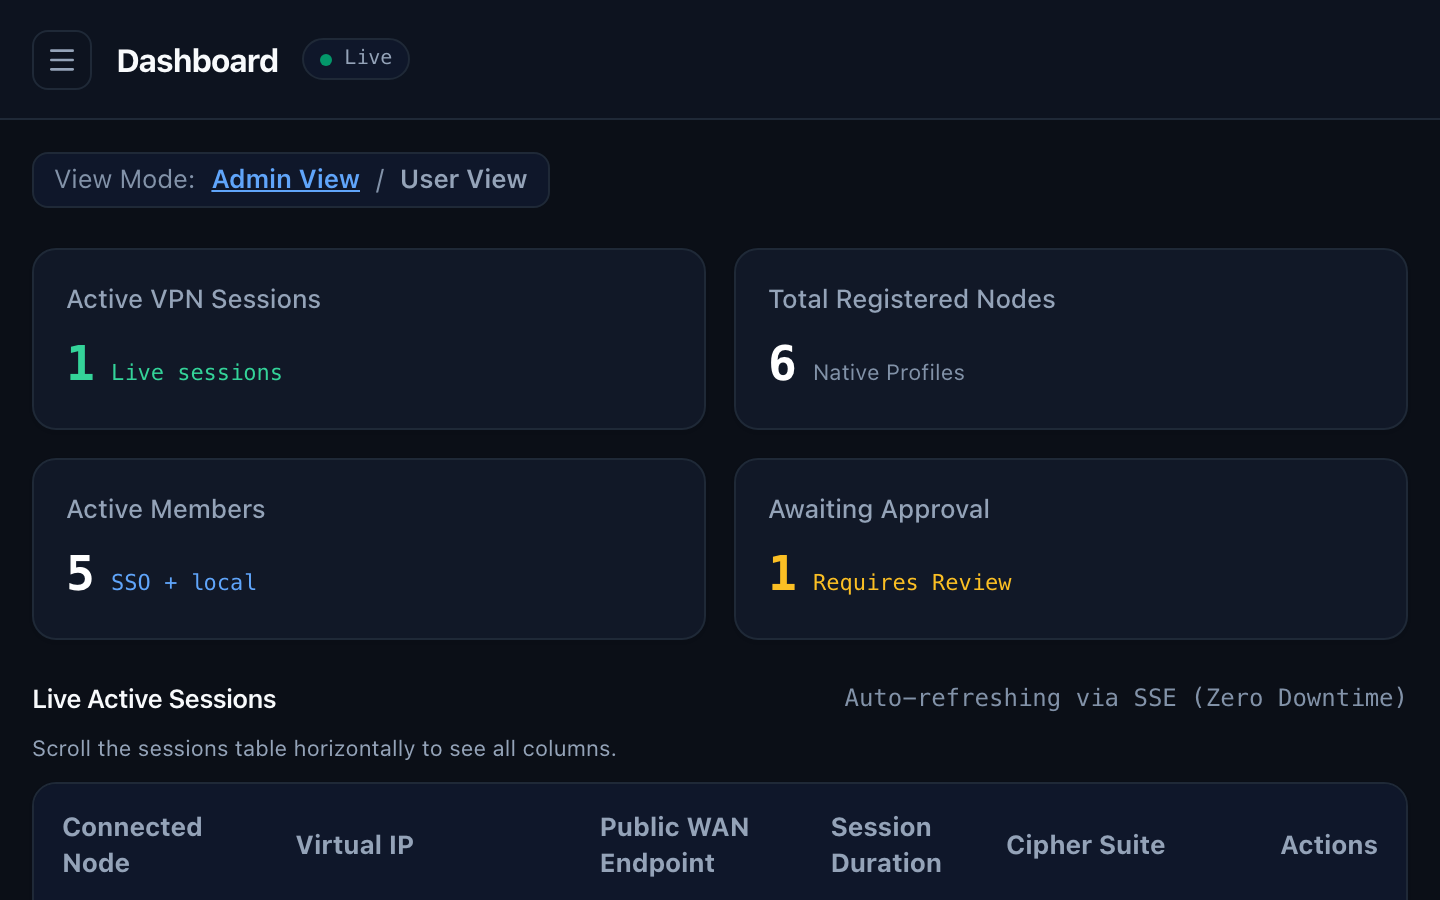 Dashboard
Live
View Mode: Admin View / User View
Active VPN Sessions
1 Live sessions
Total Registered Nodes
6 Native Profiles
Active Members
5 SSO + local
Awaiting Approval
1 Requires Review
Live Active Sessions
Auto-refreshing via SSE (Zero Downtime)
Scroll the sessions table horizontally to see all columns.
Connected
Node
Virtual IP
Public WAN
Endpoint
Session
Duration
Cipher Suite
Actions